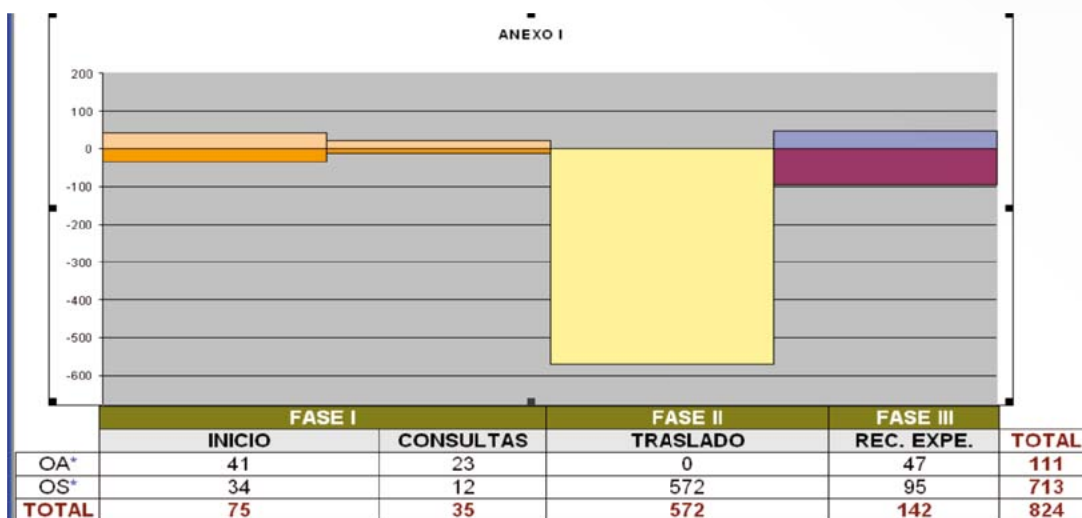 ANEXO I
200
100
0
-100
-200
-300
-400
-500
-600
FASE I FASE II FASE III
INICIO CONSULTAS TRASLADO REC. EXPE. TOTAL
OA* 41 23 0 47 111
OS* 34 12 572 95 713
TOTAL 75 35 572 142 824